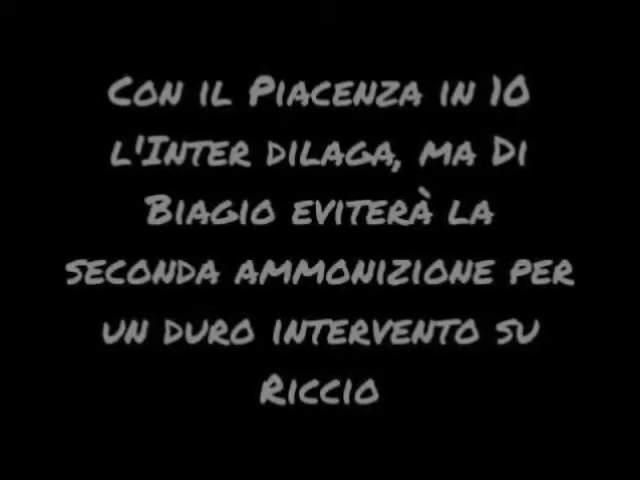 Con il Piacenza in 10
l'Inter dilaga, ma Di
Biagio eviterà la
seconda ammonizione per
un duro intervento su
Riccio